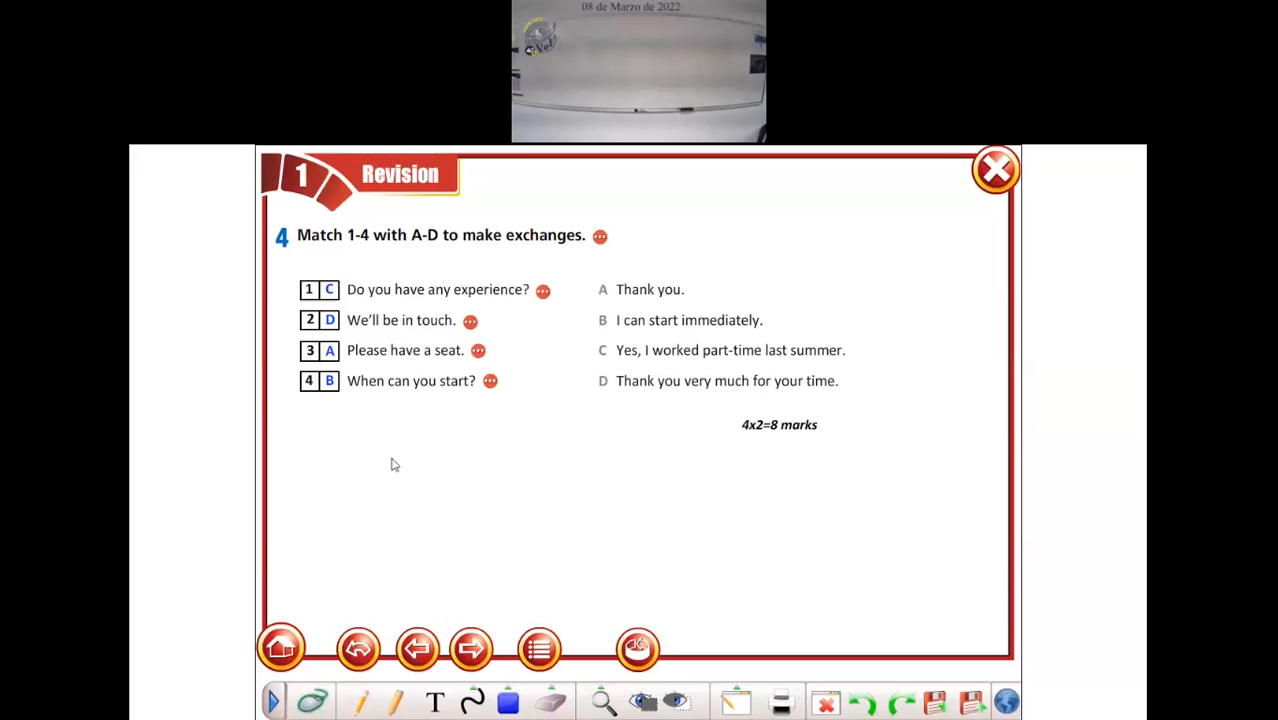 08 de Marzo de 2022
1 Revision
4 Match 1-4 with A-D to make exchanges.
1 C Do you have any experience? A Thank you.
2 D We'll be in touch. B I can start immediately.
3 A Please have a seat. C Yes, I worked part-time last summer.
4 B When can you start? D Thank you very much for your time.
4x2=8 marks
T